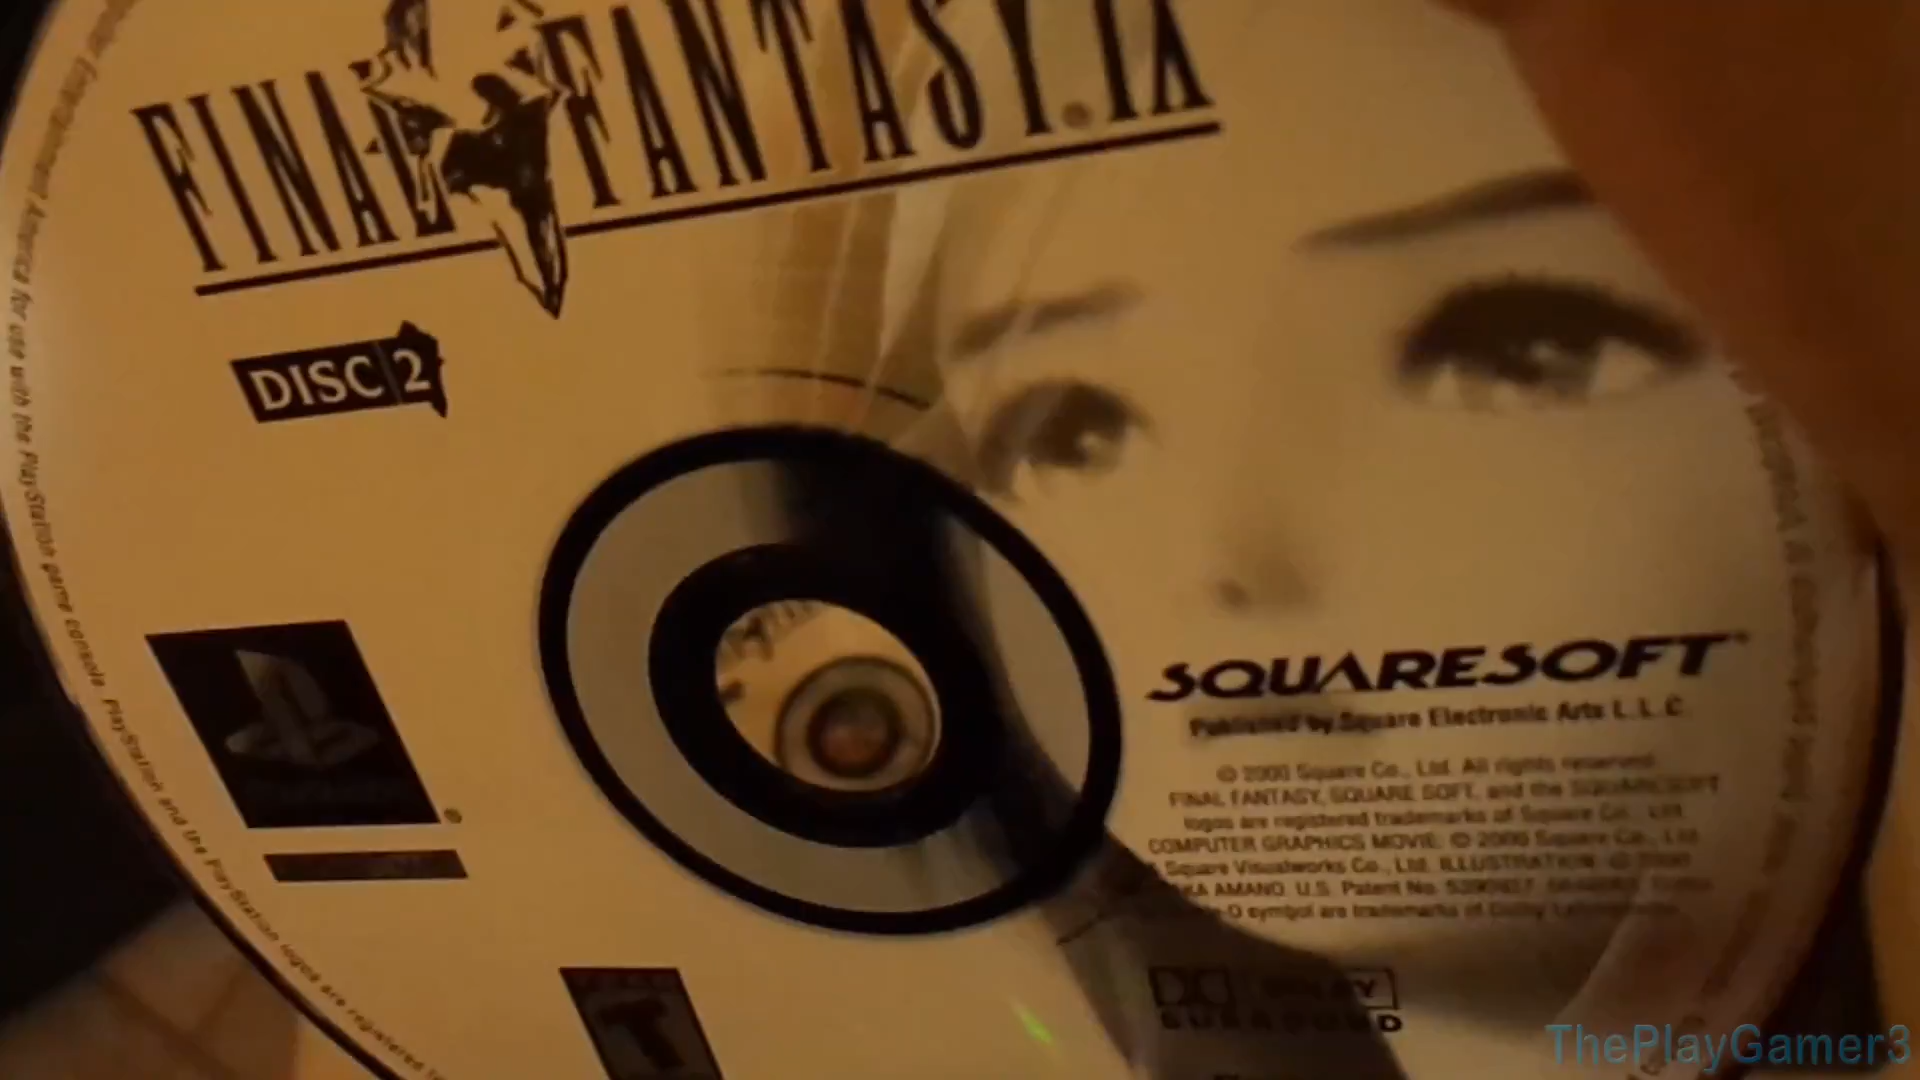 FINAL FANTASY. IX
DISC 2
SQUARESOFT
Published by Square Electronic Arts L.L.C.
© 2000 Square Co., Ltd. All rights reserved.
FINAL FANTASY, SQUARE SOFT, and the SQUARESOFT
logos are registered trademarks of Square Co., Ltd.
COMPUTER GRAPHICS MOVIE: © 2000 Square Co., Ltd.
Square Visualworks Co., Ltd. ILLUSTRATION: © 2000
AMANO. U.S. Patent No.
symbol are trademarks of Dolby
DOLBY
SURROUND
T
Entertainment America for use with the PlayStation game console. PlayStation and the PlayStation logos are registered
ThePlayGamer3